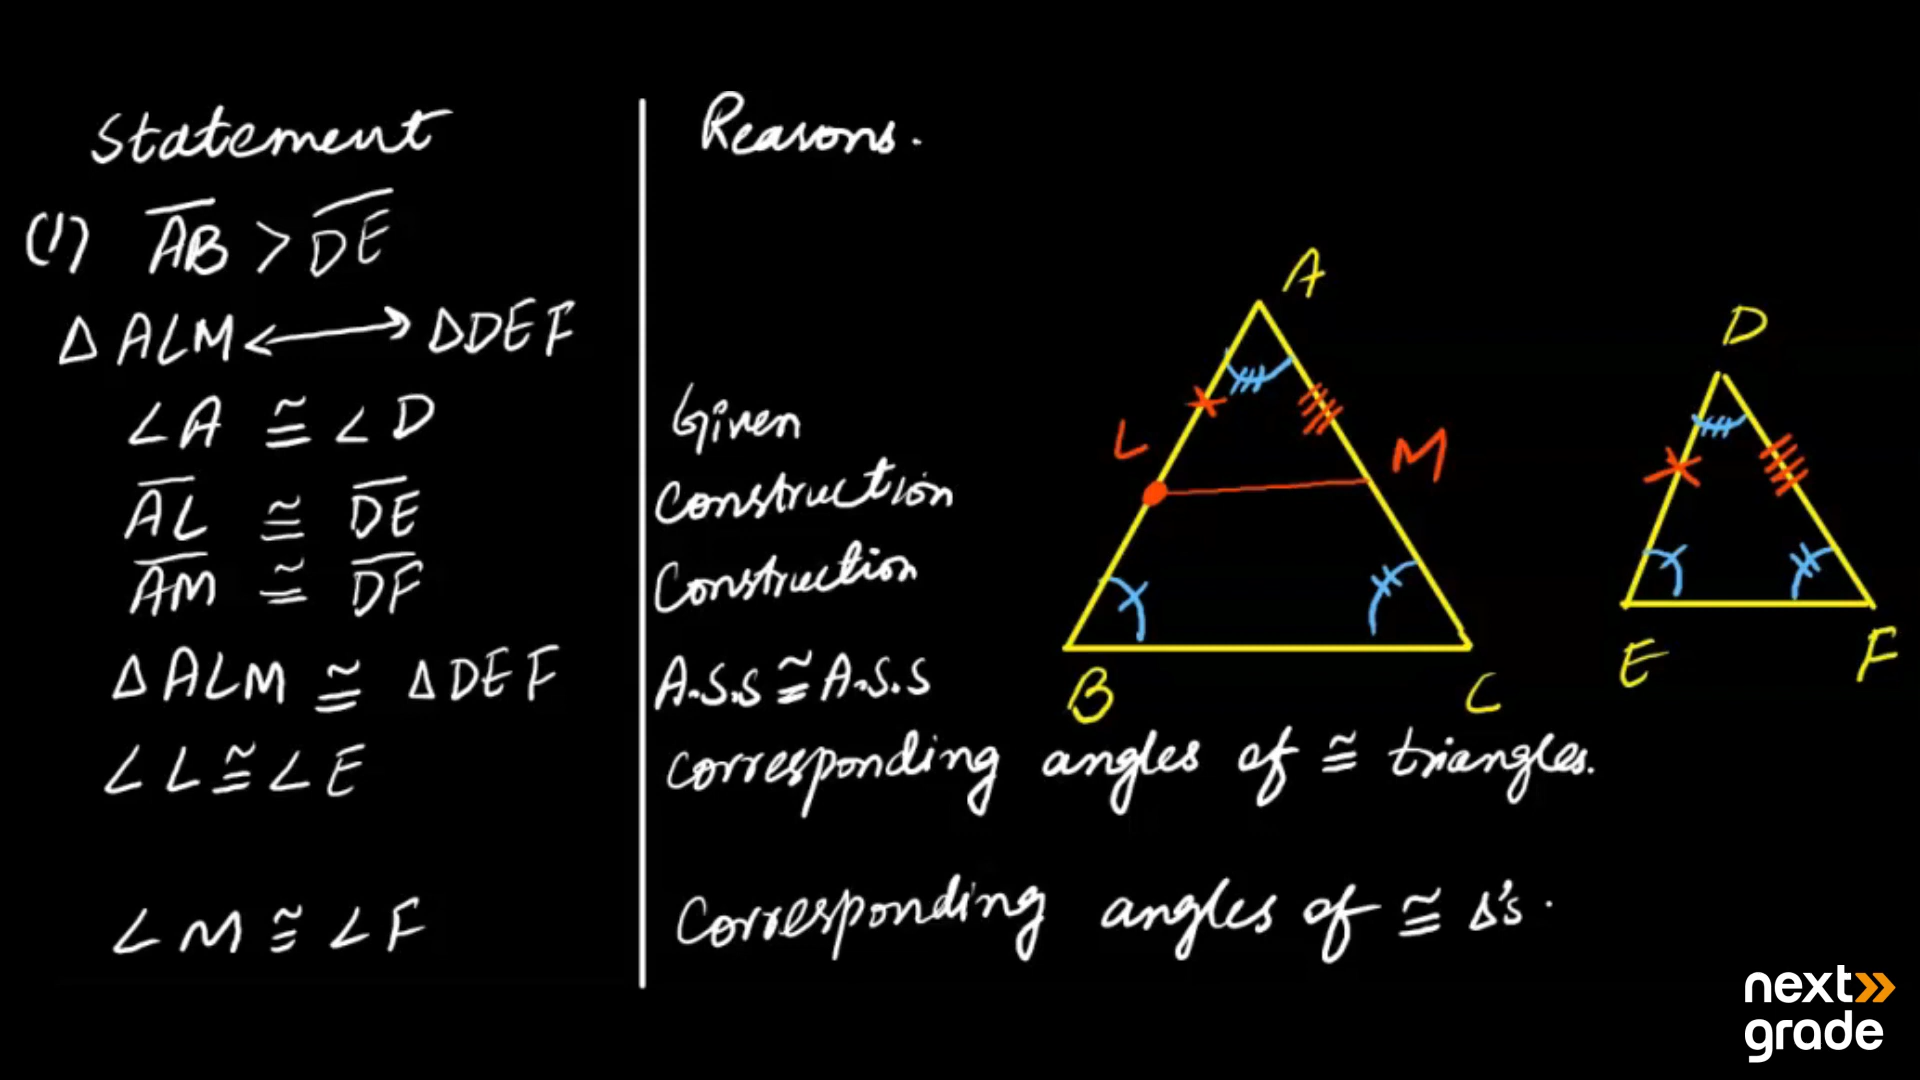 Statement
Reasons.
(1) AB > DE
△ ALM ⟷ △DEF
∠A ≅ ∠D
Given
AL ≅ DE
Construction
AM ≅ DF
Construction
△ALM ≅ △DEF
A.S.S ≅ A.S.S
∠L ≅ ∠E
corresponding angles of ≅ triangles.
∠M ≅ ∠F
Corresponding angles of ≅ △'s.
A
L
M
B
C
D
E
F
next
grade